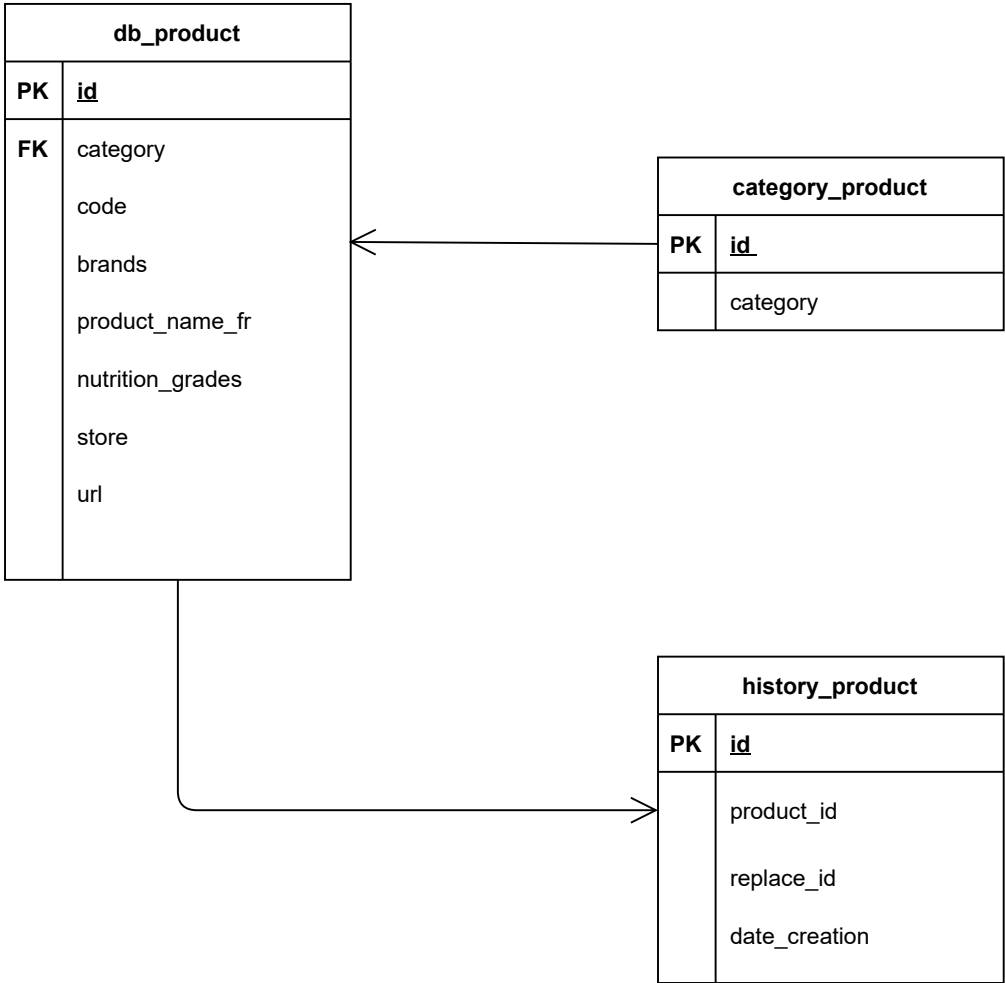 db_product
PK id
FK category
code
brands
product_name_fr
nutrition_grades
store
url
category_product
PK id
category
history_product
PK id
product_id
replace_id
date_creation